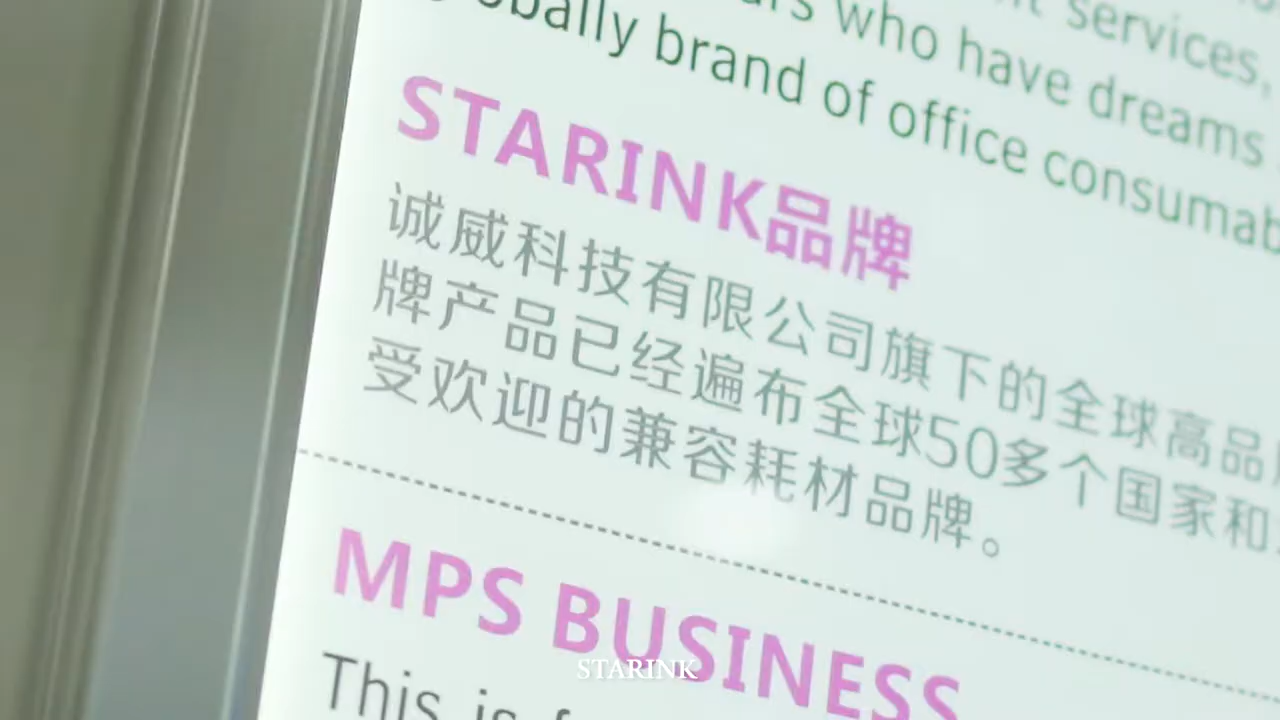 services,
who have dreams
brand of office
STARINK品牌
诚威科技有限公司旗下的全球高品
牌产品已经遍布全球50多个国家和
受欢迎的兼容耗材品牌。
MPS BUSINESS
This is
STARINK